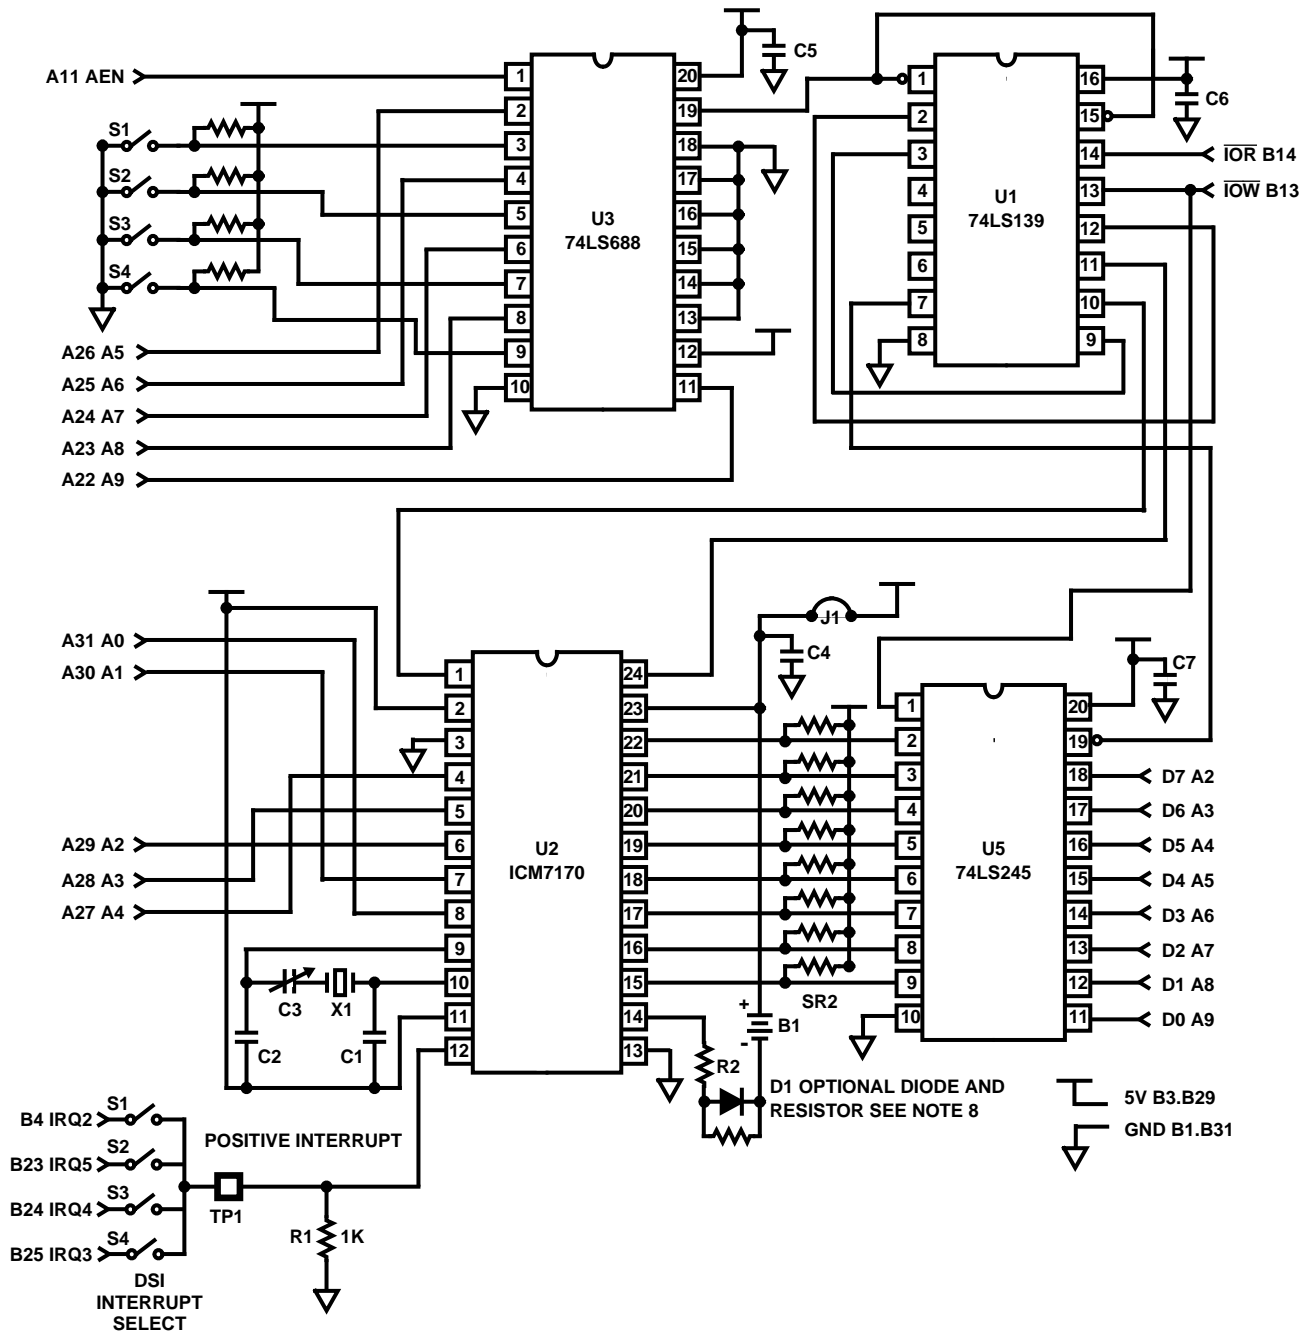 C5
A11 AEN
1
20
2
19
S1
3
18
S2
4
17
5
16
S3
6
15
7
14
S4
8
13
9
12
10
11
U3
74LS688
A26 A5
A25 A6
A24 A7
A23 A8
A22 A9
1
16
C6
2
15
3
14
IOR B14
4
13
IOW B13
5
12
6
11
7
10
8
9
U1
74LS139
J1
C4
C7
A31 A0
A30 A1
A29 A2
A28 A3
A27 A4
1
24
2
23
3
22
4
21
5
20
6
19
7
18
8
17
9
16
10
15
11
14
12
13
U2
ICM7170
C3
X1
C2
C1
SR2
+
B1
-
R2
D1 OPTIONAL DIODE AND
RESISTOR SEE NOTE 8
1
20
2
19
3
18
D7 A2
4
17
D6 A3
5
16
D5 A4
6
15
D4 A5
7
14
D3 A6
8
13
D2 A7
9
12
D1 A8
10
11
D0 A9
U5
74LS245
5V B3.B29
GND B1.B31
B4 IRQ2
S1
B23 IRQ5
S2
B24 IRQ4
S3
B25 IRQ3
S4
POSITIVE INTERRUPT
TP1
R1
1K
DSI
INTERRUPT
SELECT